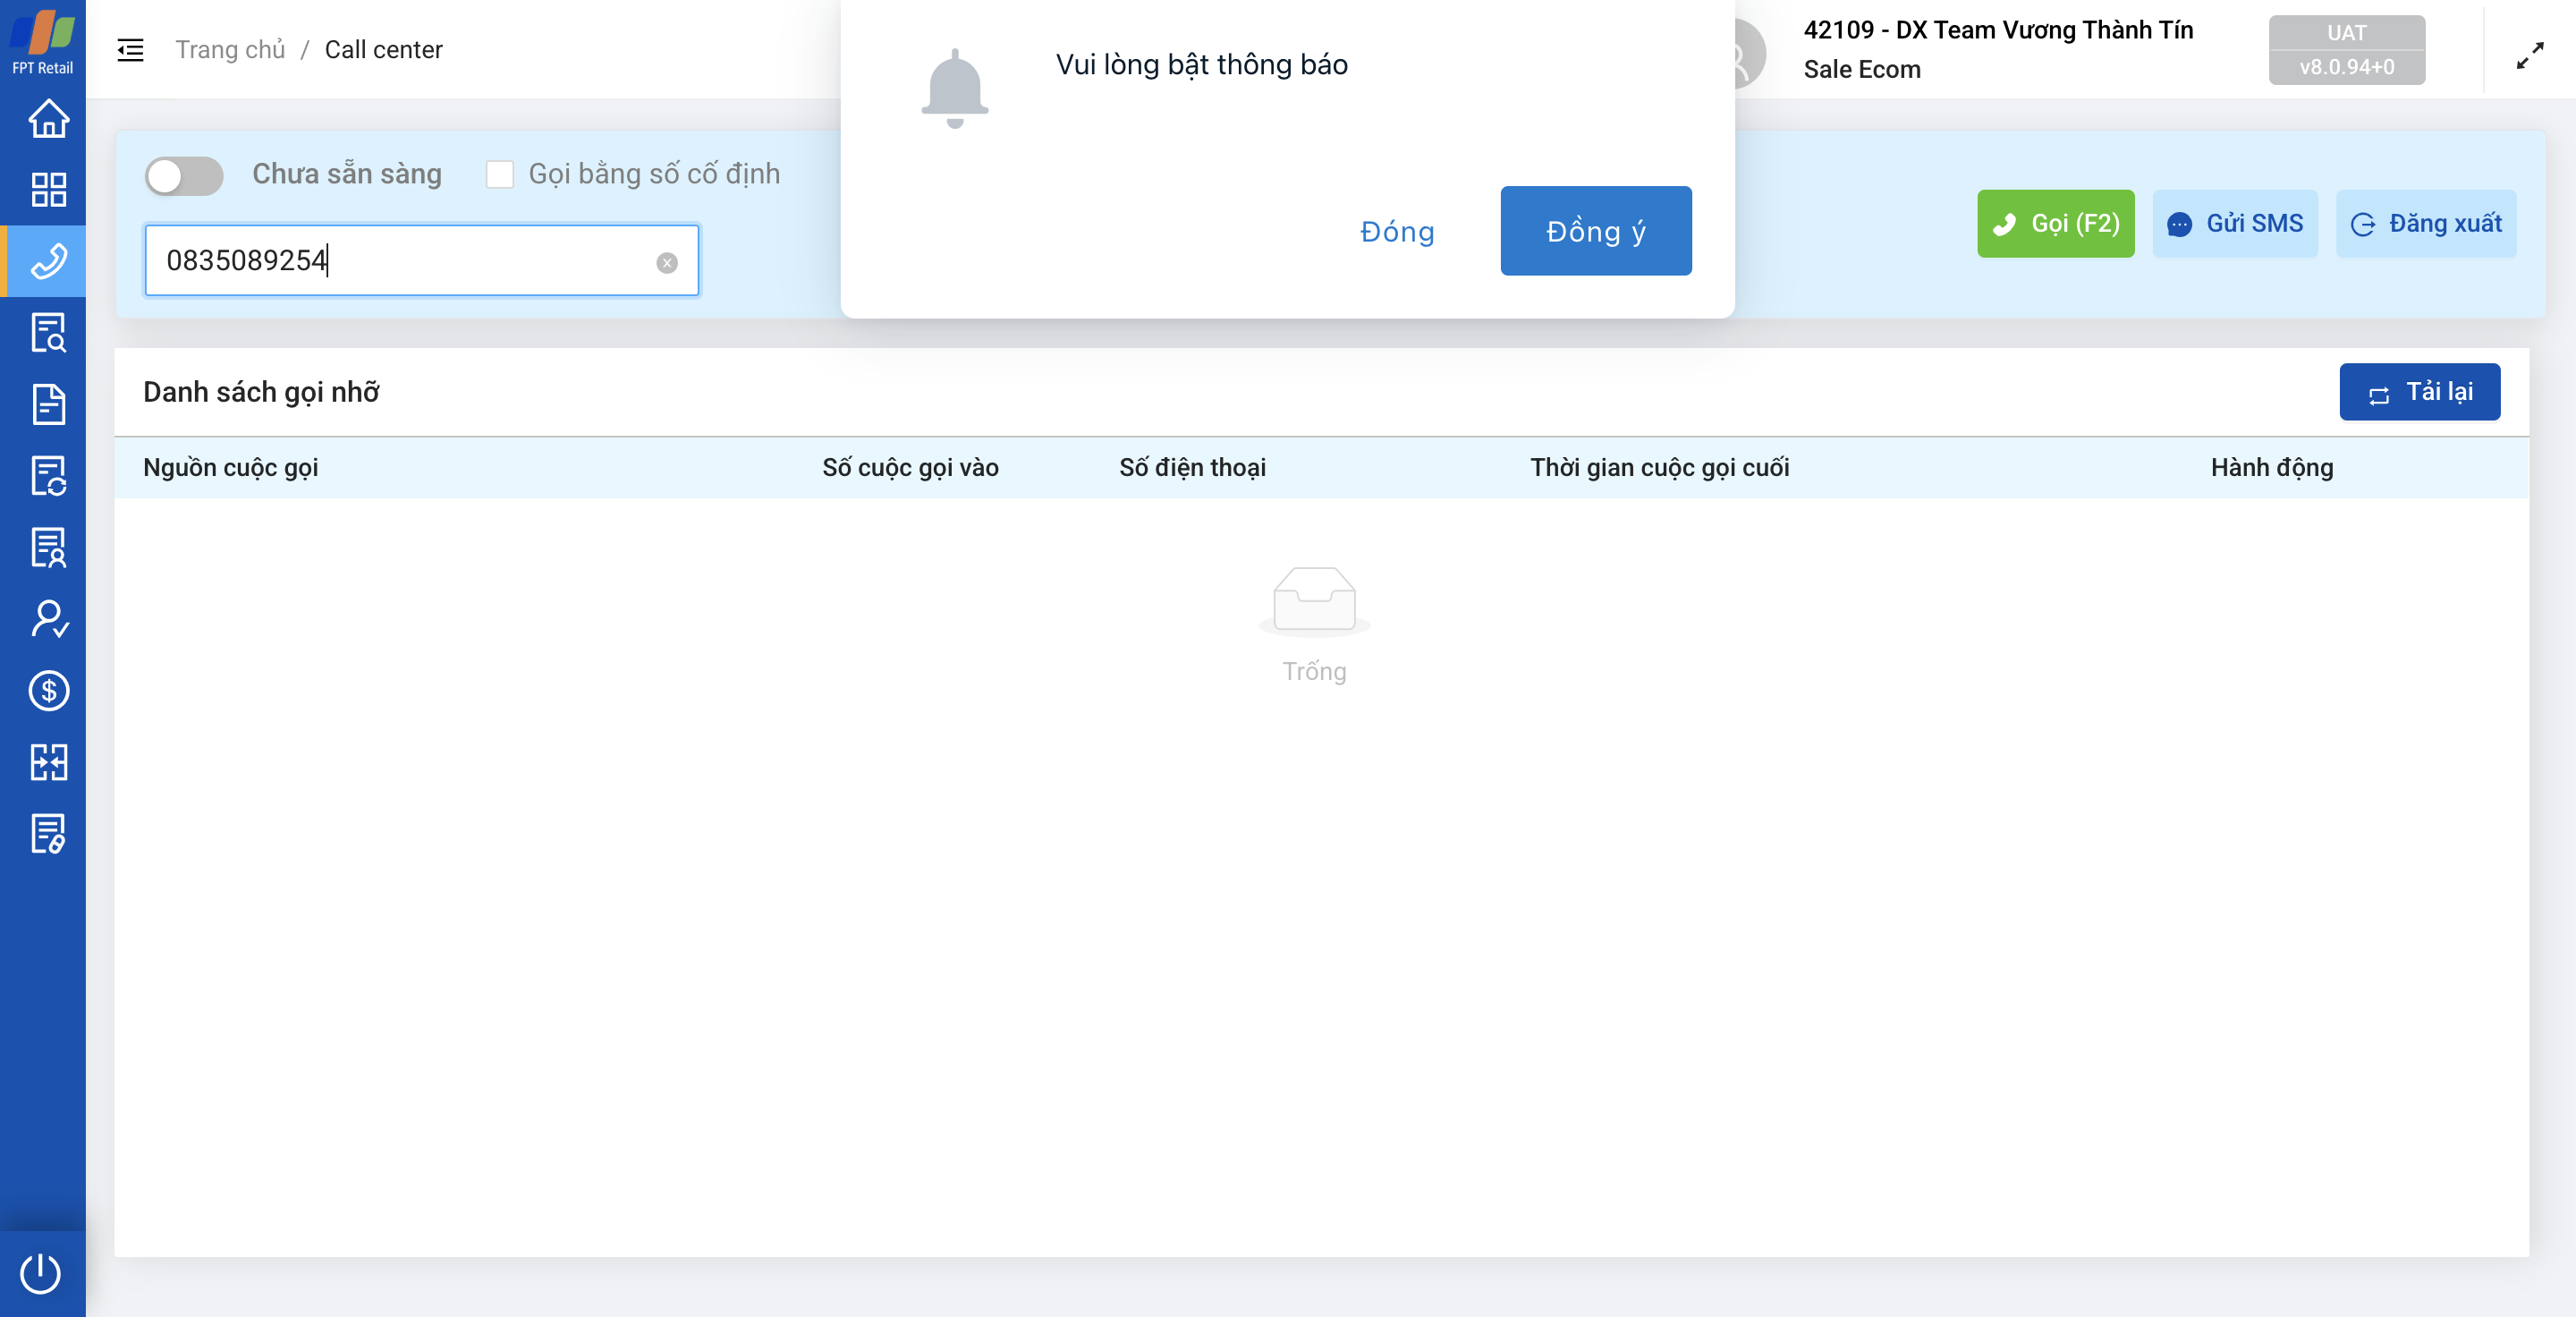 FPT Retail
Trang chủ / Call center
Vui lòng bật thông báo
Đóng
Đồng ý
42109 - DX Team Vương Thành Tín
Sale Ecom
UAT
v8.0.94+0
Chưa sẵn sàng
Gọi bằng số cố định
0835089254
Gọi (F2)
Gửi SMS
Đăng xuất
Danh sách gọi nhỡ
Tải lại
Nguồn cuộc gọi
Số cuộc gọi vào
Số điện thoại
Thời gian cuộc gọi cuối
Hành động
Trống